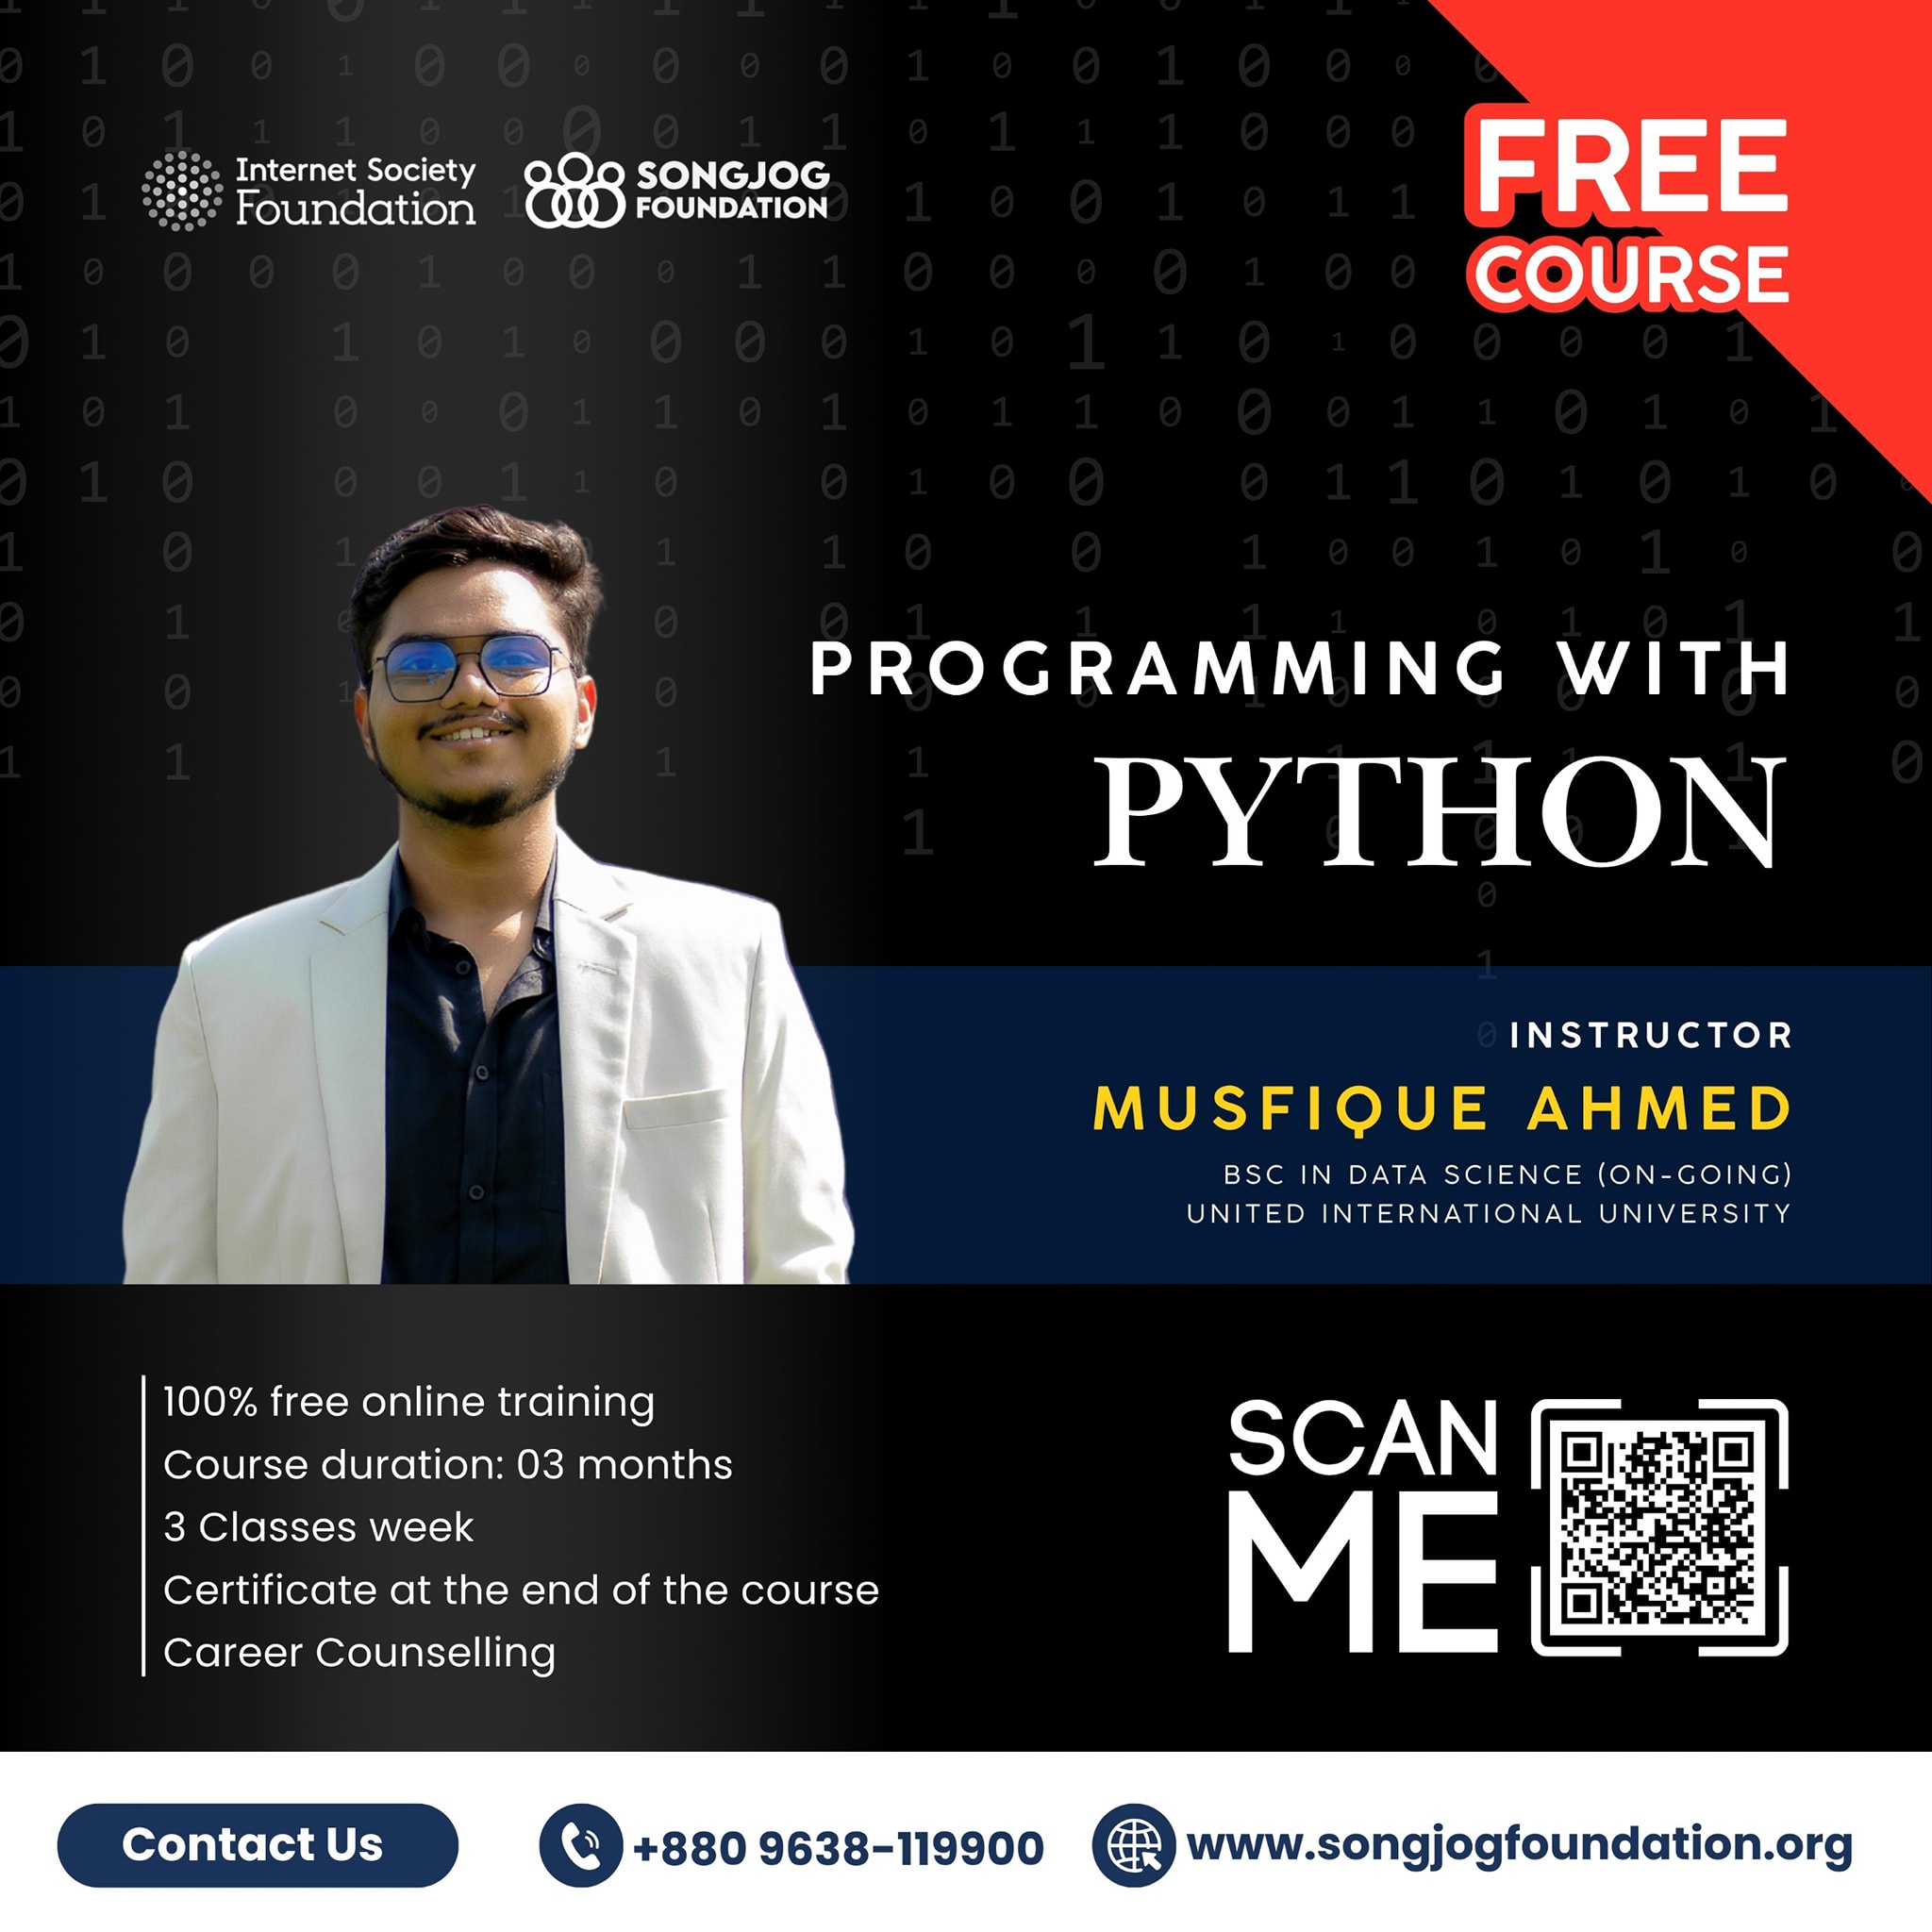 Internet Society
Foundation
SONGJOG
FOUNDATION
FREE
COURSE
PROGRAMMING WITH
PYTHON
INSTRUCTOR
MUSFIQUE AHMED
BSC IN DATA SCIENCE (ON-GOING)
UNITED INTERNATIONAL UNIVERSITY
100% free online training
Course duration: 03 months
3 Classes week
Certificate at the end of the course
Career Counselling
SCAN
ME
Contact Us
+880 9638-119900
www.songjogfoundation.org